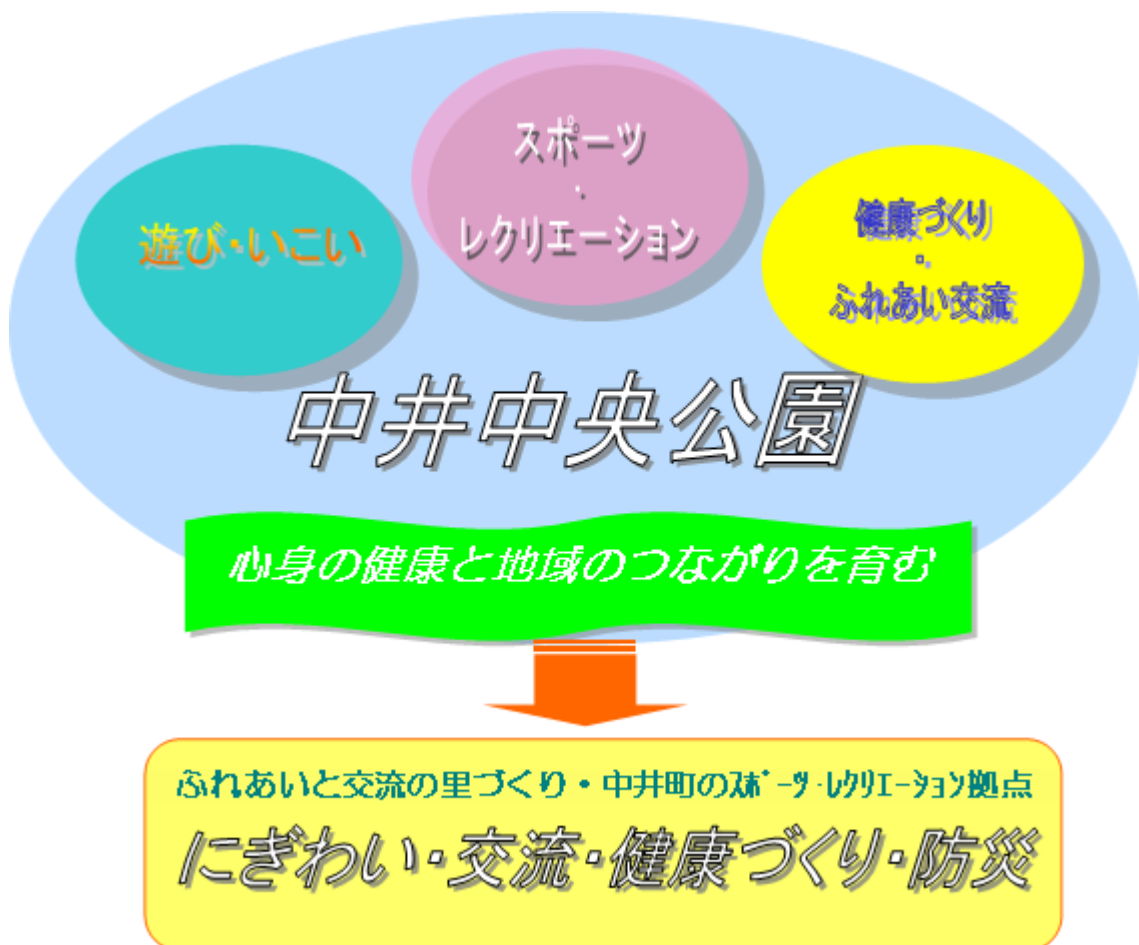 スポーツ
・
レクリエーション
遊び・いこい
健康づくり
・
ふれあい交流
中井中央公園
心身の健康と地域のつながりを育む
ふれあいと交流の里づくり・中井町のｽﾎﾟｰﾂ・ﾚｸﾘｴｰｼｮﾝ拠点
にぎわい・交流・健康づくり・防災